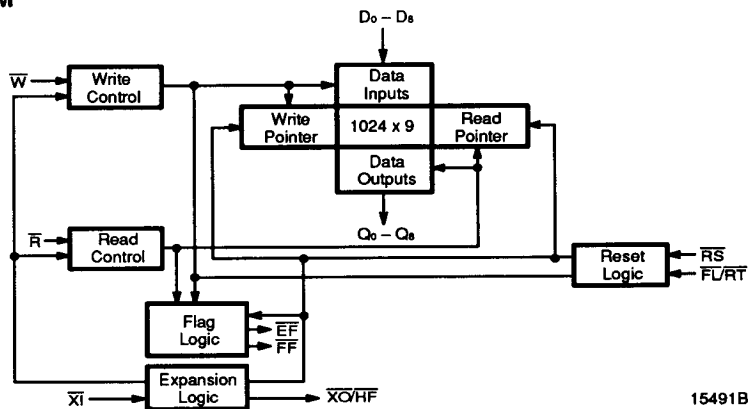 D0 – D8
W
Write Control
Data Inputs
Write Pointer
1024 x 9
Read Pointer
Data Outputs
Q0 – Q8
R
Read Control
Reset Logic
RS
FL/RT
Flag Logic
EF
FF
Expansion Logic
XI
XO/HF
15491B